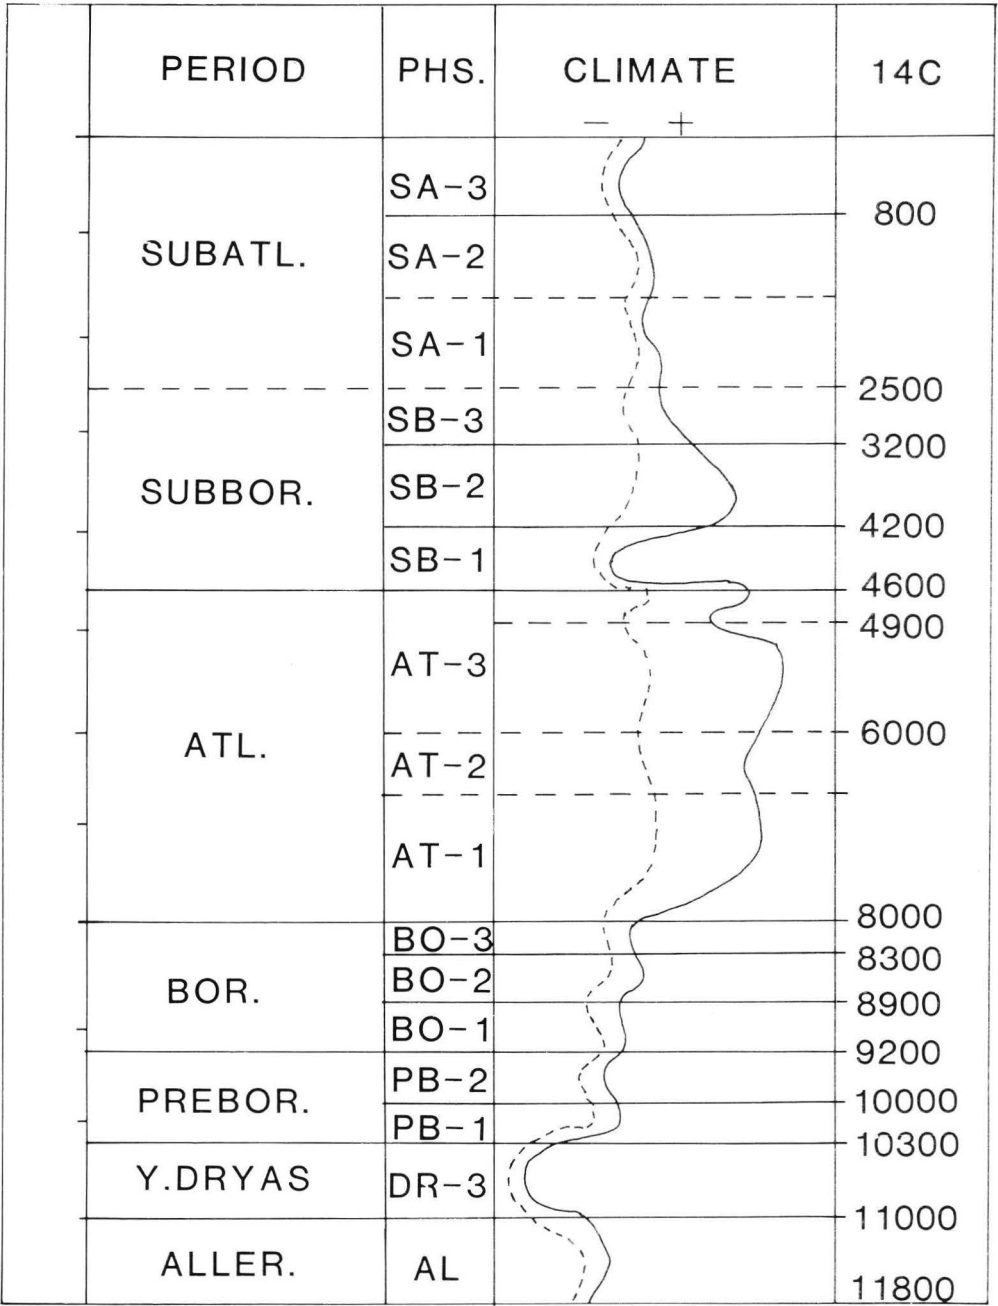 PERIOD PHS. CLIMATE 14C
− +
SA-3
800
SUBATL. SA-2
SA-1
2500
SB-3
3200
SUBBOR. SB-2
4200
SB-1
4600
4900
AT-3
6000
ATL. AT-2
AT-1
8000
BO-3
8300
BOR. BO-2
8900
BO-1
9200
PB-2
PREBOR. 10000
PB-1
10300
Y.DRYAS DR-3
11000
ALLER. AL
11800